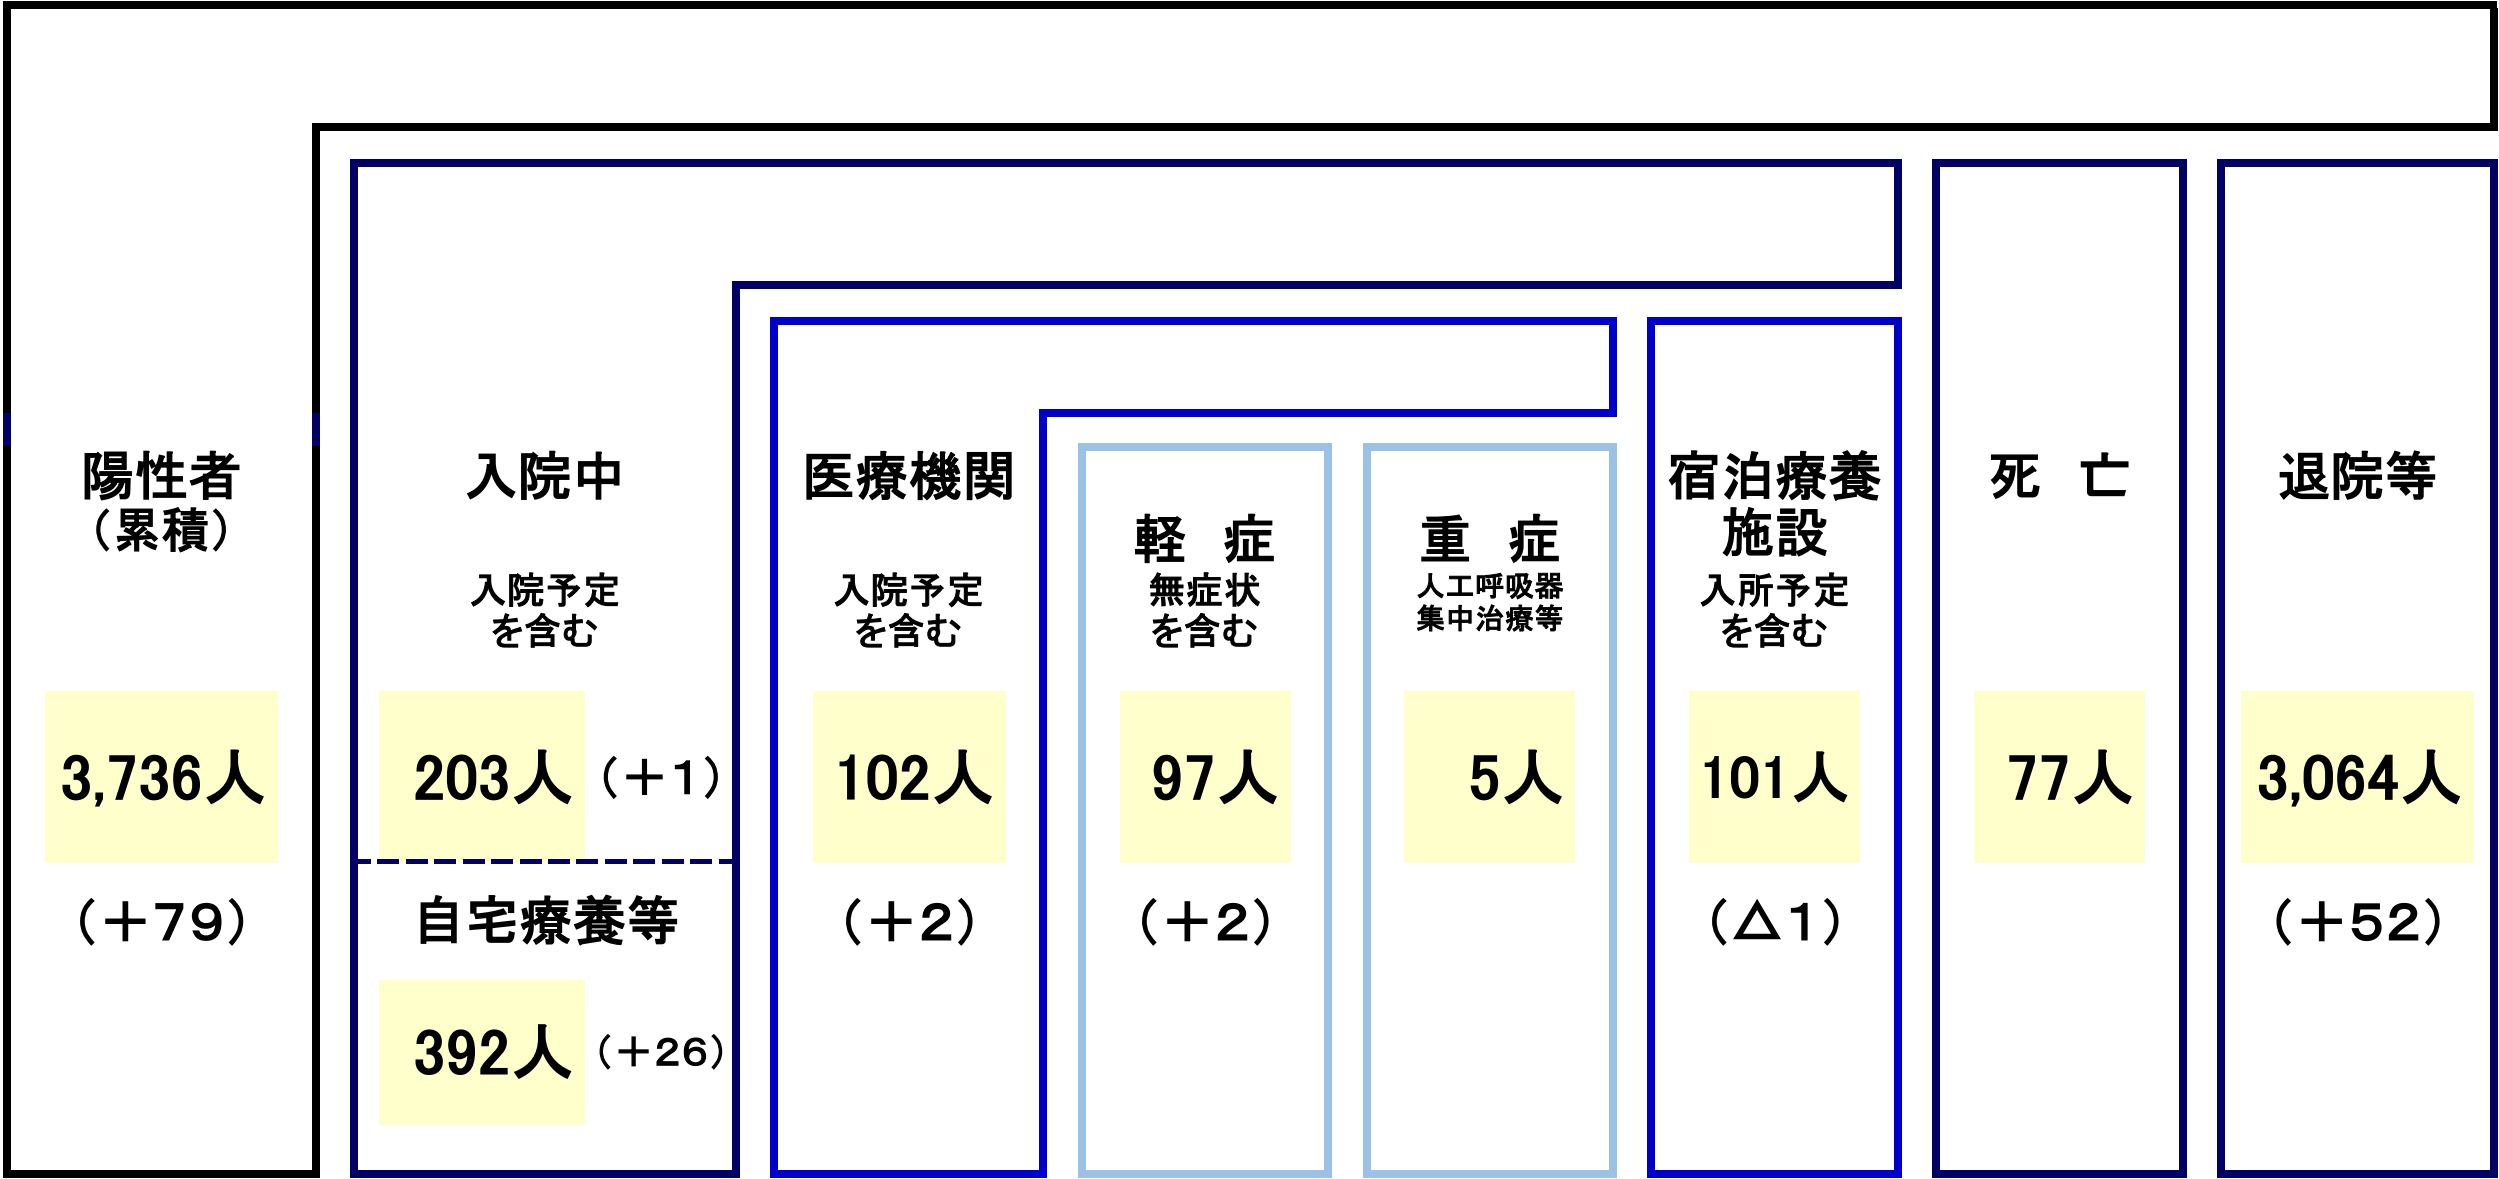 陽性者
（累積）
3,736人
（＋79）
入院中
入院予定
を含む
203人
（＋1）
自宅療養等
392人
（＋26）
医療機関
入院予定
を含む
102人
（＋2）
軽 症
無症状
を含む
97人
（＋2）
重 症
人工呼吸器
集中治療等
5人
宿泊療養
施設
入所予定
を含む
101人
（△1）
死 亡
77人
退院等
3,064人
（＋52）